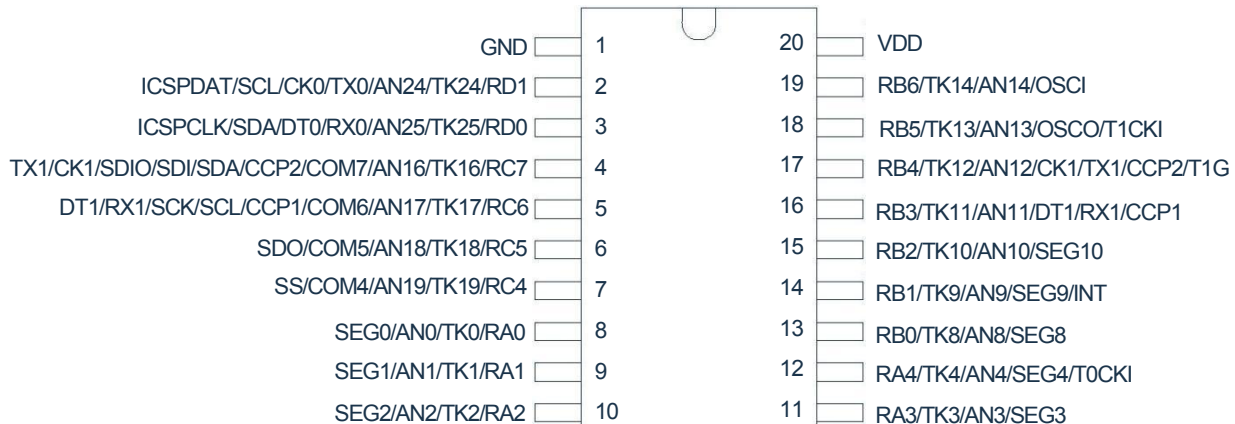 GND 1 20 VDD
ICSPDAT/SCL/CK0/TX0/AN24/TK24/RD1 2 19 RB6/TK14/AN14/OSCI
ICSPCLK/SDA/DT0/RX0/AN25/TK25/RD0 3 18 RB5/TK13/AN13/OSCO/T1CKI
TX1/CK1/SDIO/SDI/SDA/CCP2/COM7/AN16/TK16/RC7 4 17 RB4/TK12/AN12/CK1/TX1/CCP2/T1G
DT1/RX1/SCK/SCL/CCP1/COM6/AN17/TK17/RC6 5 16 RB3/TK11/AN11/DT1/RX1/CCP1
SDO/COM5/AN18/TK18/RC5 6 15 RB2/TK10/AN10/SEG10
SS/COM4/AN19/TK19/RC4 7 14 RB1/TK9/AN9/SEG9/INT
SEG0/AN0/TK0/RA0 8 13 RB0/TK8/AN8/SEG8
SEG1/AN1/TK1/RA1 9 12 RA4/TK4/AN4/SEG4/T0CKI
SEG2/AN2/TK2/RA2 10 11 RA3/TK3/AN3/SEG3